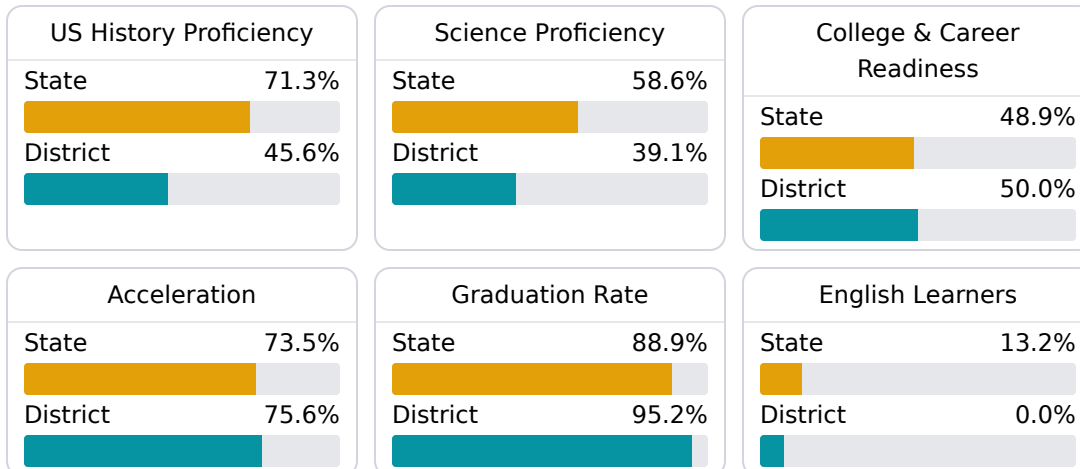 US History Proficiency
State 71.3%
District 45.6%
Science Proficiency
State 58.6%
District 39.1%
College & Career
Readiness
State 48.9%
District 50.0%
Acceleration
State 73.5%
District 75.6%
Graduation Rate
State 88.9%
District 95.2%
English Learners
State 13.2%
District 0.0%